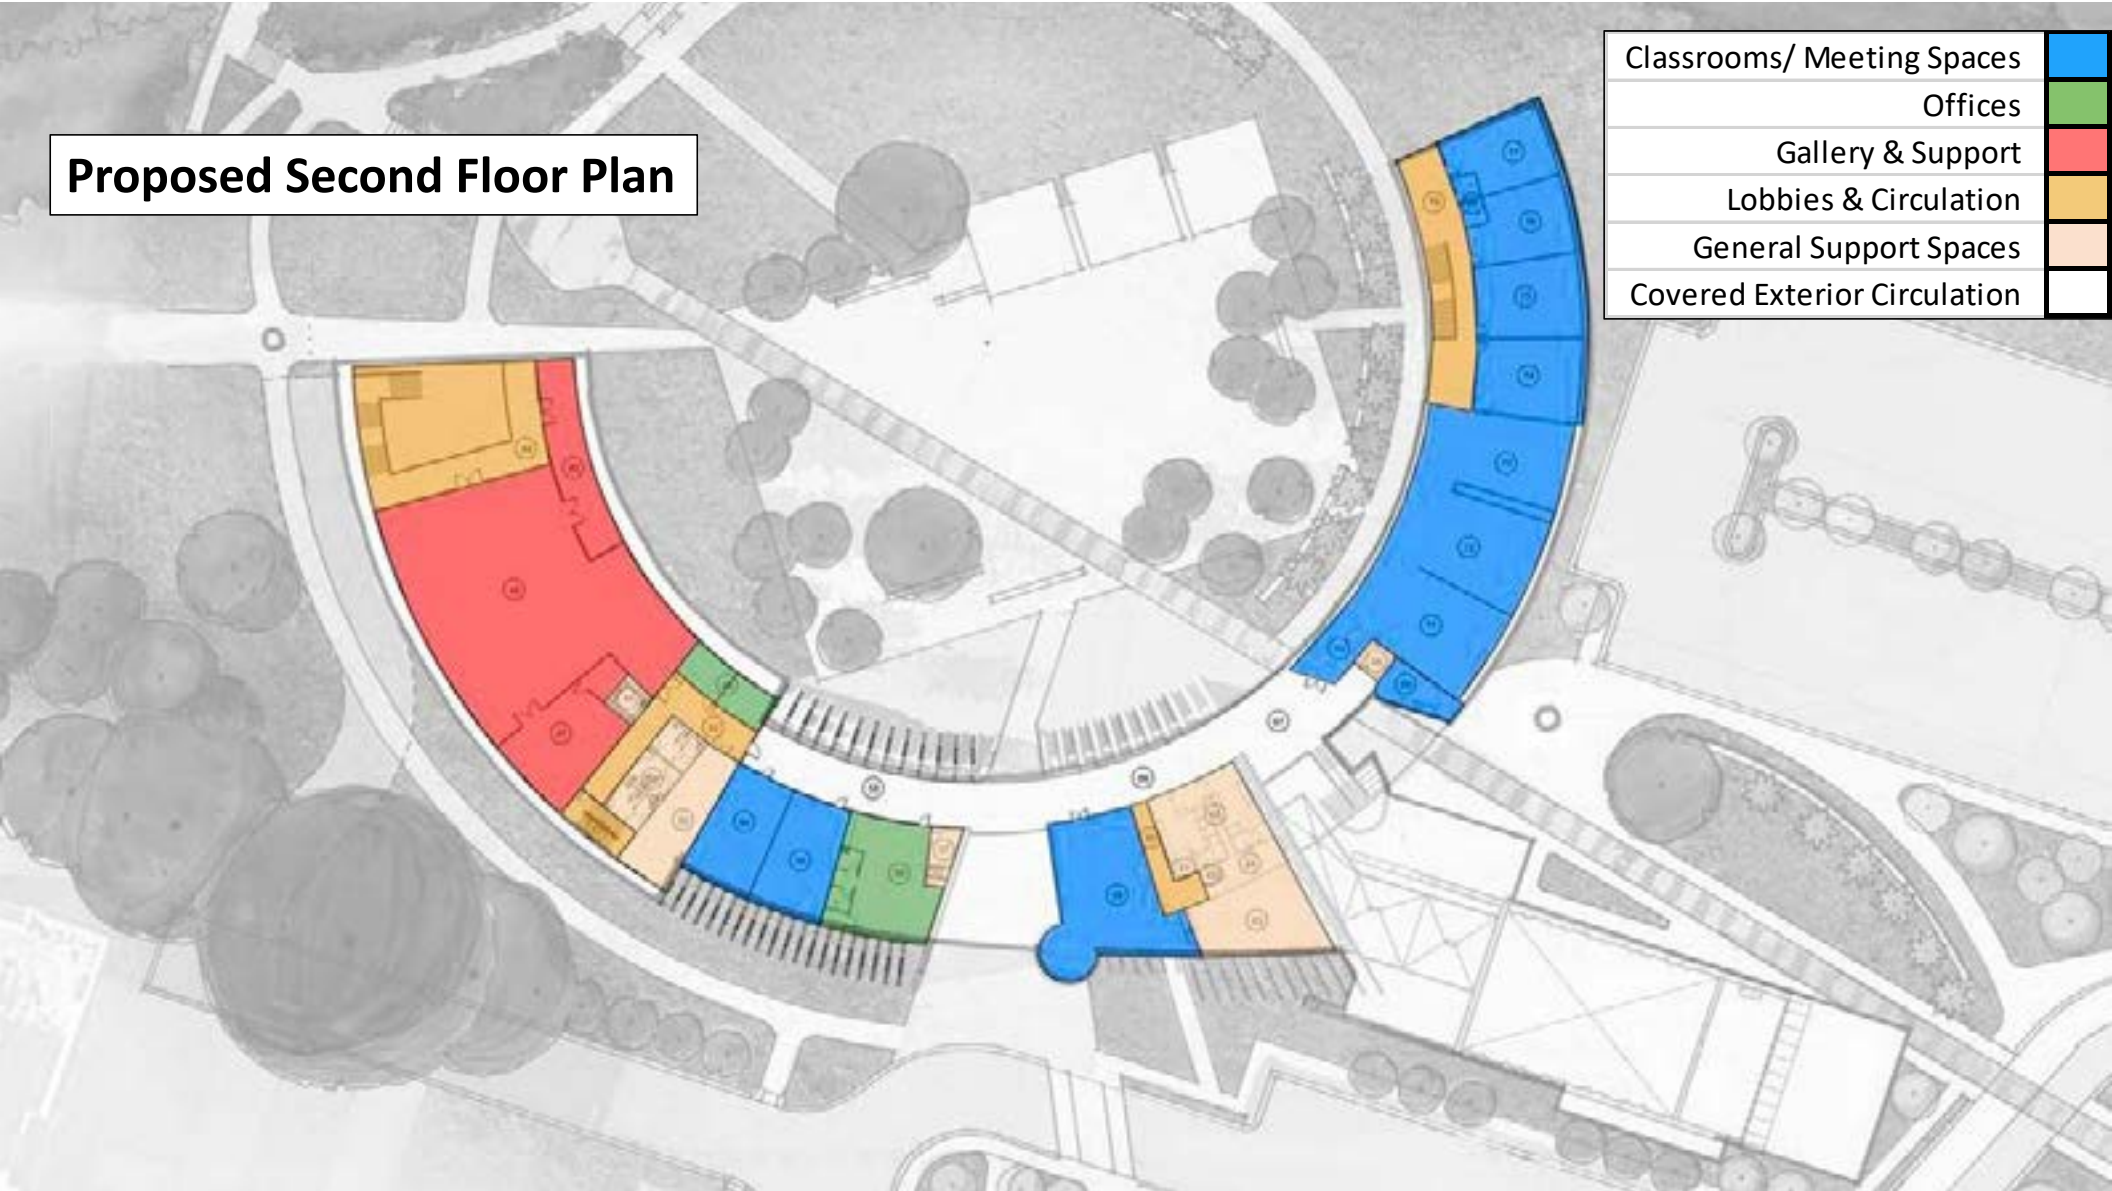 Classrooms/ Meeting Spaces
Offices
Gallery & Support
Lobbies & Circulation
General Support Spaces
Covered Exterior Circulation
Proposed Second Floor Plan